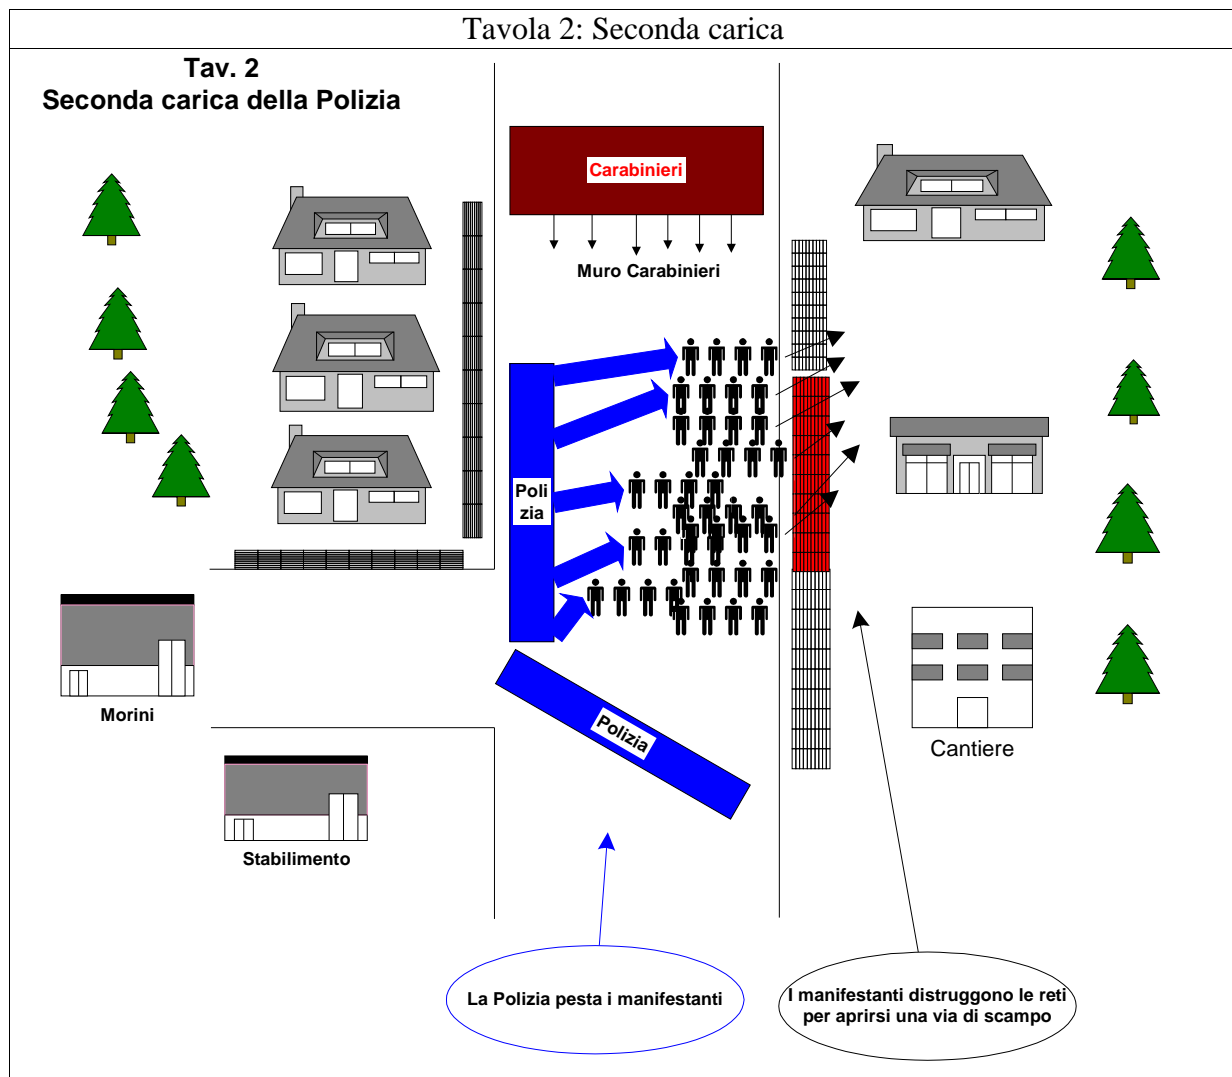 Tavola 2: Seconda carica
Tav. 2
Seconda carica della Polizia
Carabinieri
Muro Carabinieri
Poli
zia
Polizia
Morini
Stabilimento
Cantiere
La Polizia pesta i manifestanti
I manifestanti distruggono le reti
per aprirsi una via di scampo